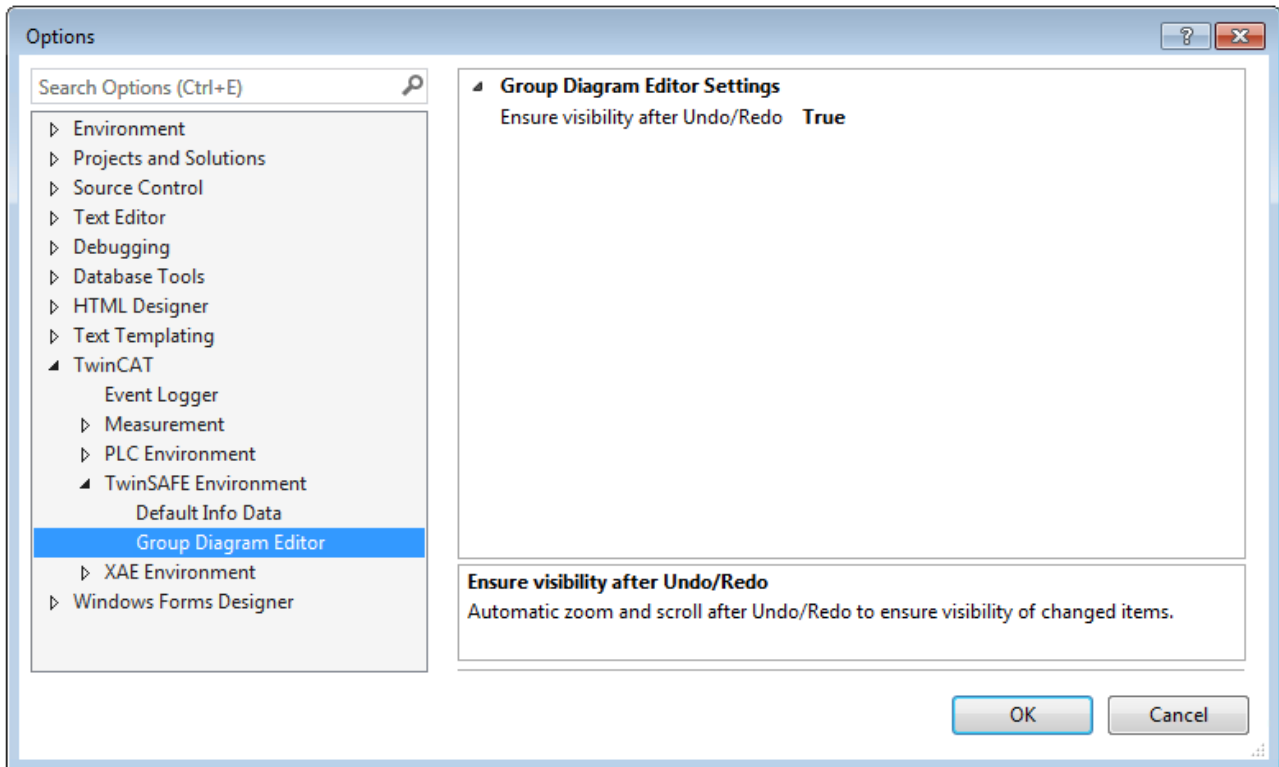 Options
Search Options (Ctrl+E)
Environment
Projects and Solutions
Source Control
Text Editor
Debugging
Database Tools
HTML Designer
Text Templating
TwinCAT
Event Logger
Measurement
PLC Environment
TwinSAFE Environment
Default Info Data
Group Diagram Editor
XAE Environment
Windows Forms Designer
Group Diagram Editor Settings
Ensure visibility after Undo/Redo True
Ensure visibility after Undo/Redo
Automatic zoom and scroll after Undo/Redo to ensure visibility of changed items.
OK Cancel